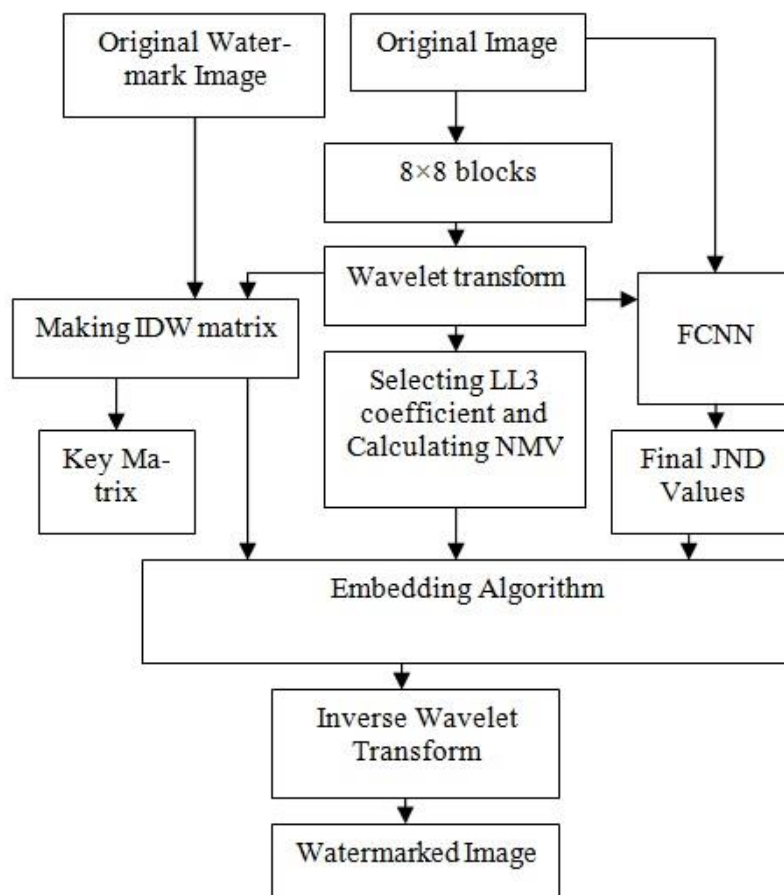 Original Water-
mark Image
Original Image
8×8 blocks
Wavelet transform
Making IDW matrix
FCNN
Selecting LL3
coefficient and
Calculating NMV
Key Ma-
trix
Final JND
Values
Embedding Algorithm
Inverse Wavelet
Transform
Watermarked Image